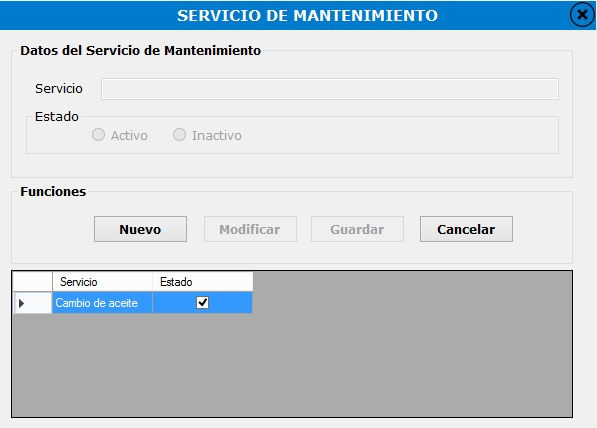 SERVICIO DE MANTENIMIENTO
Datos del Servicio de Mantenimiento
Servicio
Estado
Activo Inactivo
Funciones
Nuevo Modificar Guardar Cancelar
Servicio Estado
Cambio de aceite